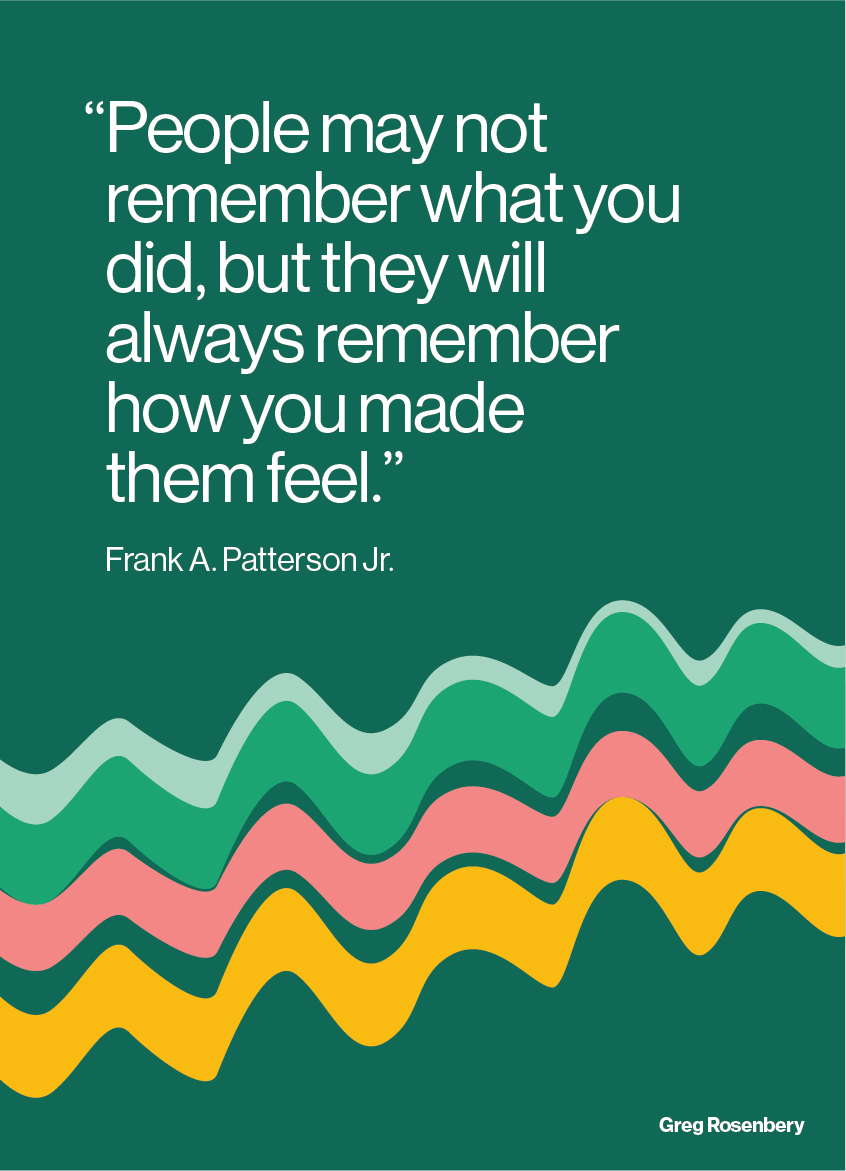 “People may not
remember what you
did, but they will
always remember
how you made
them feel.”
Frank A. Patterson Jr.
Greg Rosenbery